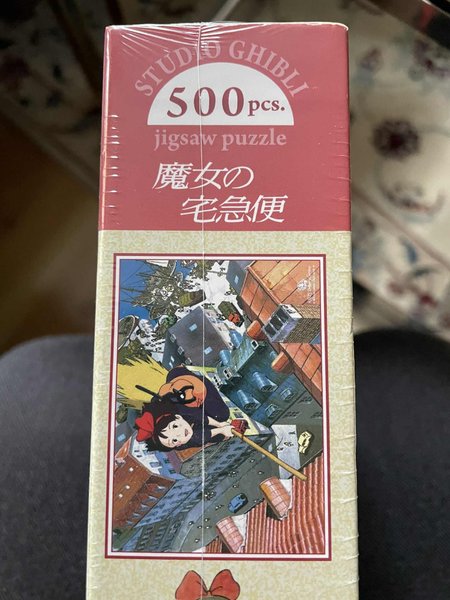 STUDIO GHIBLI
500pcs.
jigsaw puzzle
魔女の
宅急便